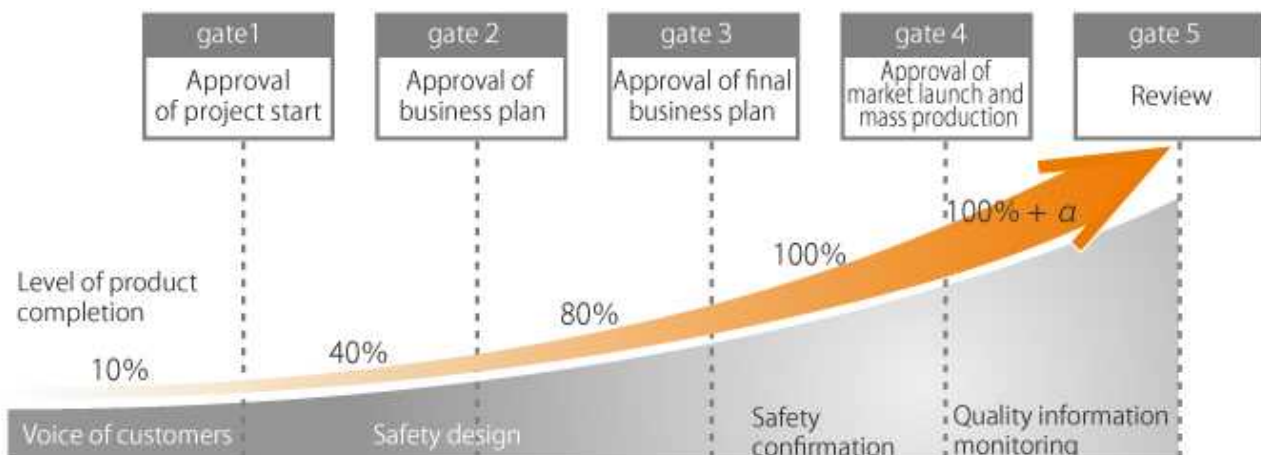 gate1
Approval
of project start
gate 2
Approval of
business plan
gate 3
Approval of final
business plan
gate 4
Approval of
market launch and
mass production
gate 5
Review
Level of product
completion
10%
40%
80%
100%
100% + α
Voice of customers
Safety design
Safety
confirmation
Quality information
monitoring